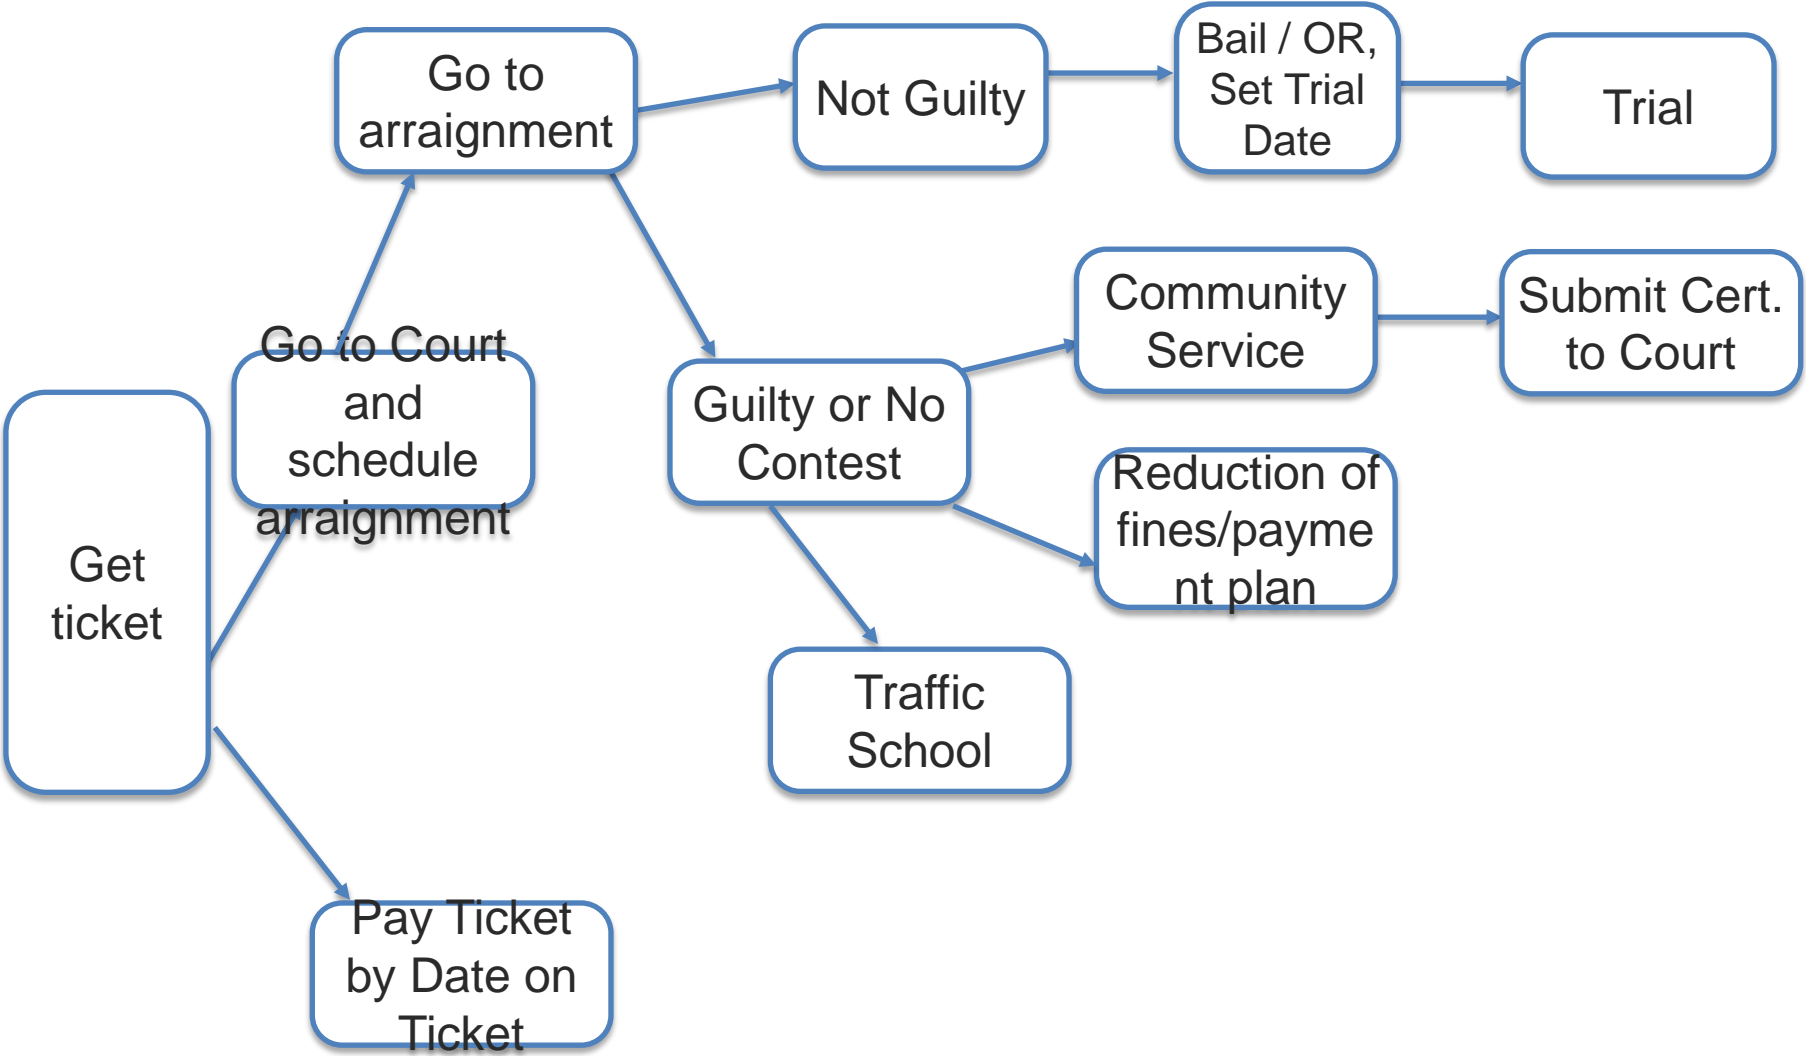 Go to
arraignment
Not Guilty
Bail / OR,
Set Trial
Date
Trial
Go to Court
and
schedule
arraignment
Guilty or No
Contest
Community
Service
Submit Cert.
to Court
Reduction of
fines/payme
nt plan
Get
ticket
Traffic
School
Pay Ticket
by Date on
Ticket